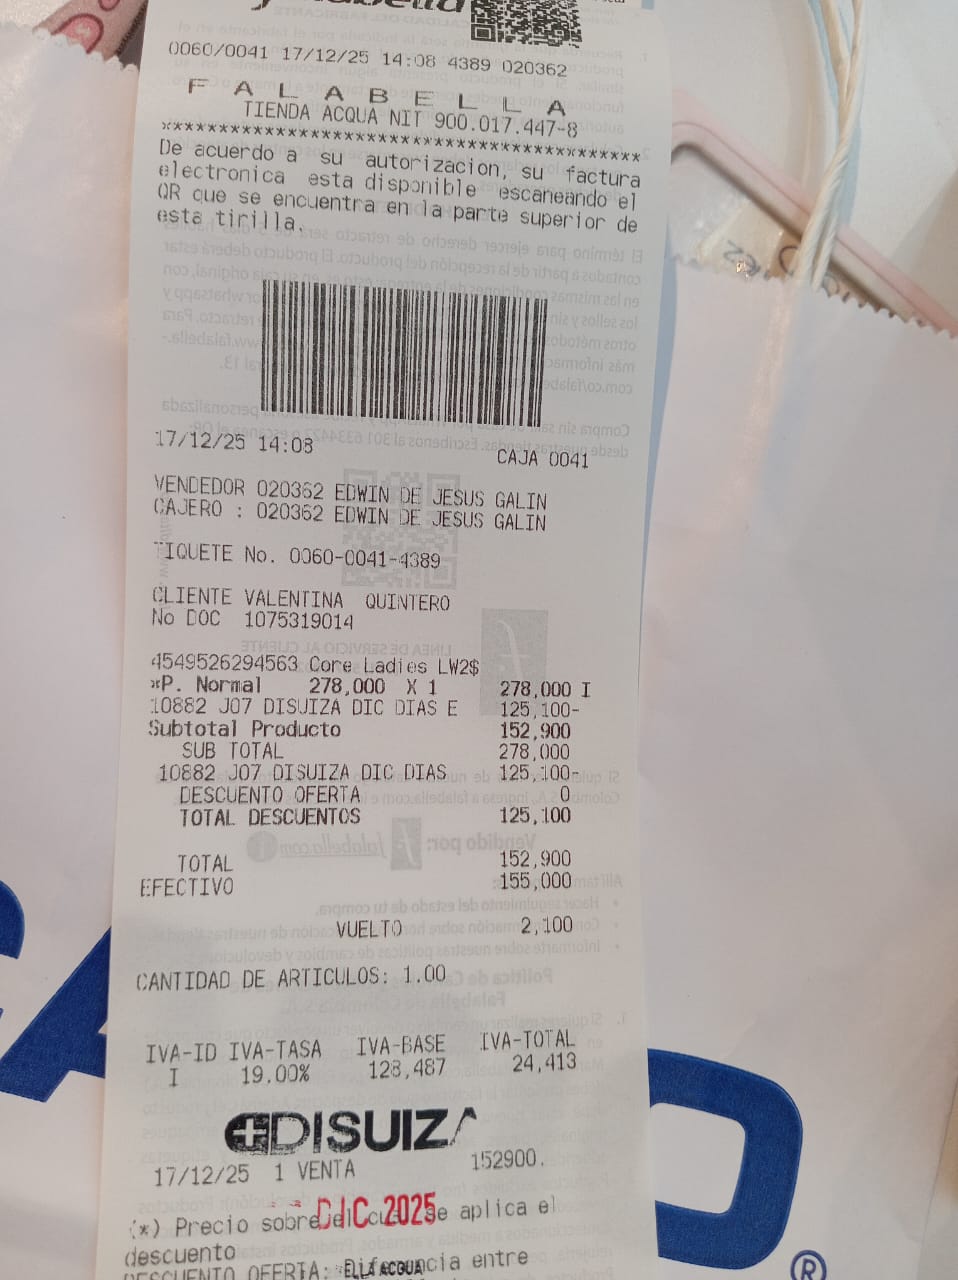 0060/0041 17/12/25 14:08 4389 020362
F A L A B E L L A
TIENDA ACQUA NIT 900.017.447-8
*****************************************
De acuerdo a su autorizacion, su factura
electronica esta disponible escaneando el
QR que se encuentra en la parte superior de
esta tirilla.
17/12/25 14:08 CAJA 0041
VENDEDOR 020362 EDWIN DE JESUS GALIN
CAJERO : 020362 EDWIN DE JESUS GALIN
TIQUETE No. 0060-0041-4389
CLIENTE VALENTINA QUINTERO
No DOC 1075319014
4549526294563 Core Ladies LW2$
*P. Normal 278,000 X 1 278,000 I
10882 J07 DISUIZA DIC DIAS E 125,100-
Subtotal Producto 152,900
SUB TOTAL 278,000
10882 J07 DISUIZA DIC DIAS 125,100-
DESCUENTO OFERTA 0
TOTAL DESCUENTOS 125,100
TOTAL 152,900
EFECTIVO 155,000
VUELTO 2,100
CANTIDAD DE ARTICULOS: 1.00
IVA-ID IVA-TASA IVA-BASE IVA-TOTAL
I 19.00% 128,487 24,413
DISUIZA
17/12/25 1 VENTA 152900.
DIC 2025
(*) Precio sobre el cual se aplica el
descuento
DESCUENTO OFERTA: Diferencia entre
ELLA ACQUA
®